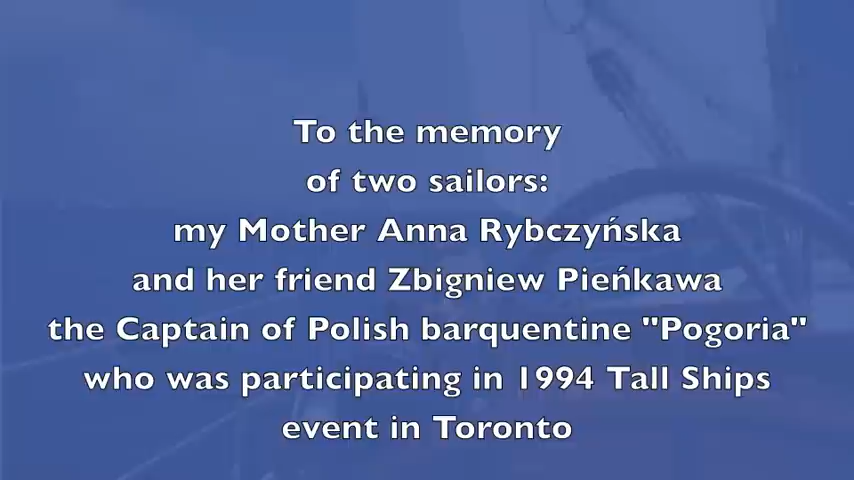 To the memory
of two sailors:
my Mother Anna Rybczyńska
and her friend Zbigniew Pieńkawa
the Captain of Polish barquentine "Pogoria"
who was participating in 1994 Tall Ships
event in Toronto